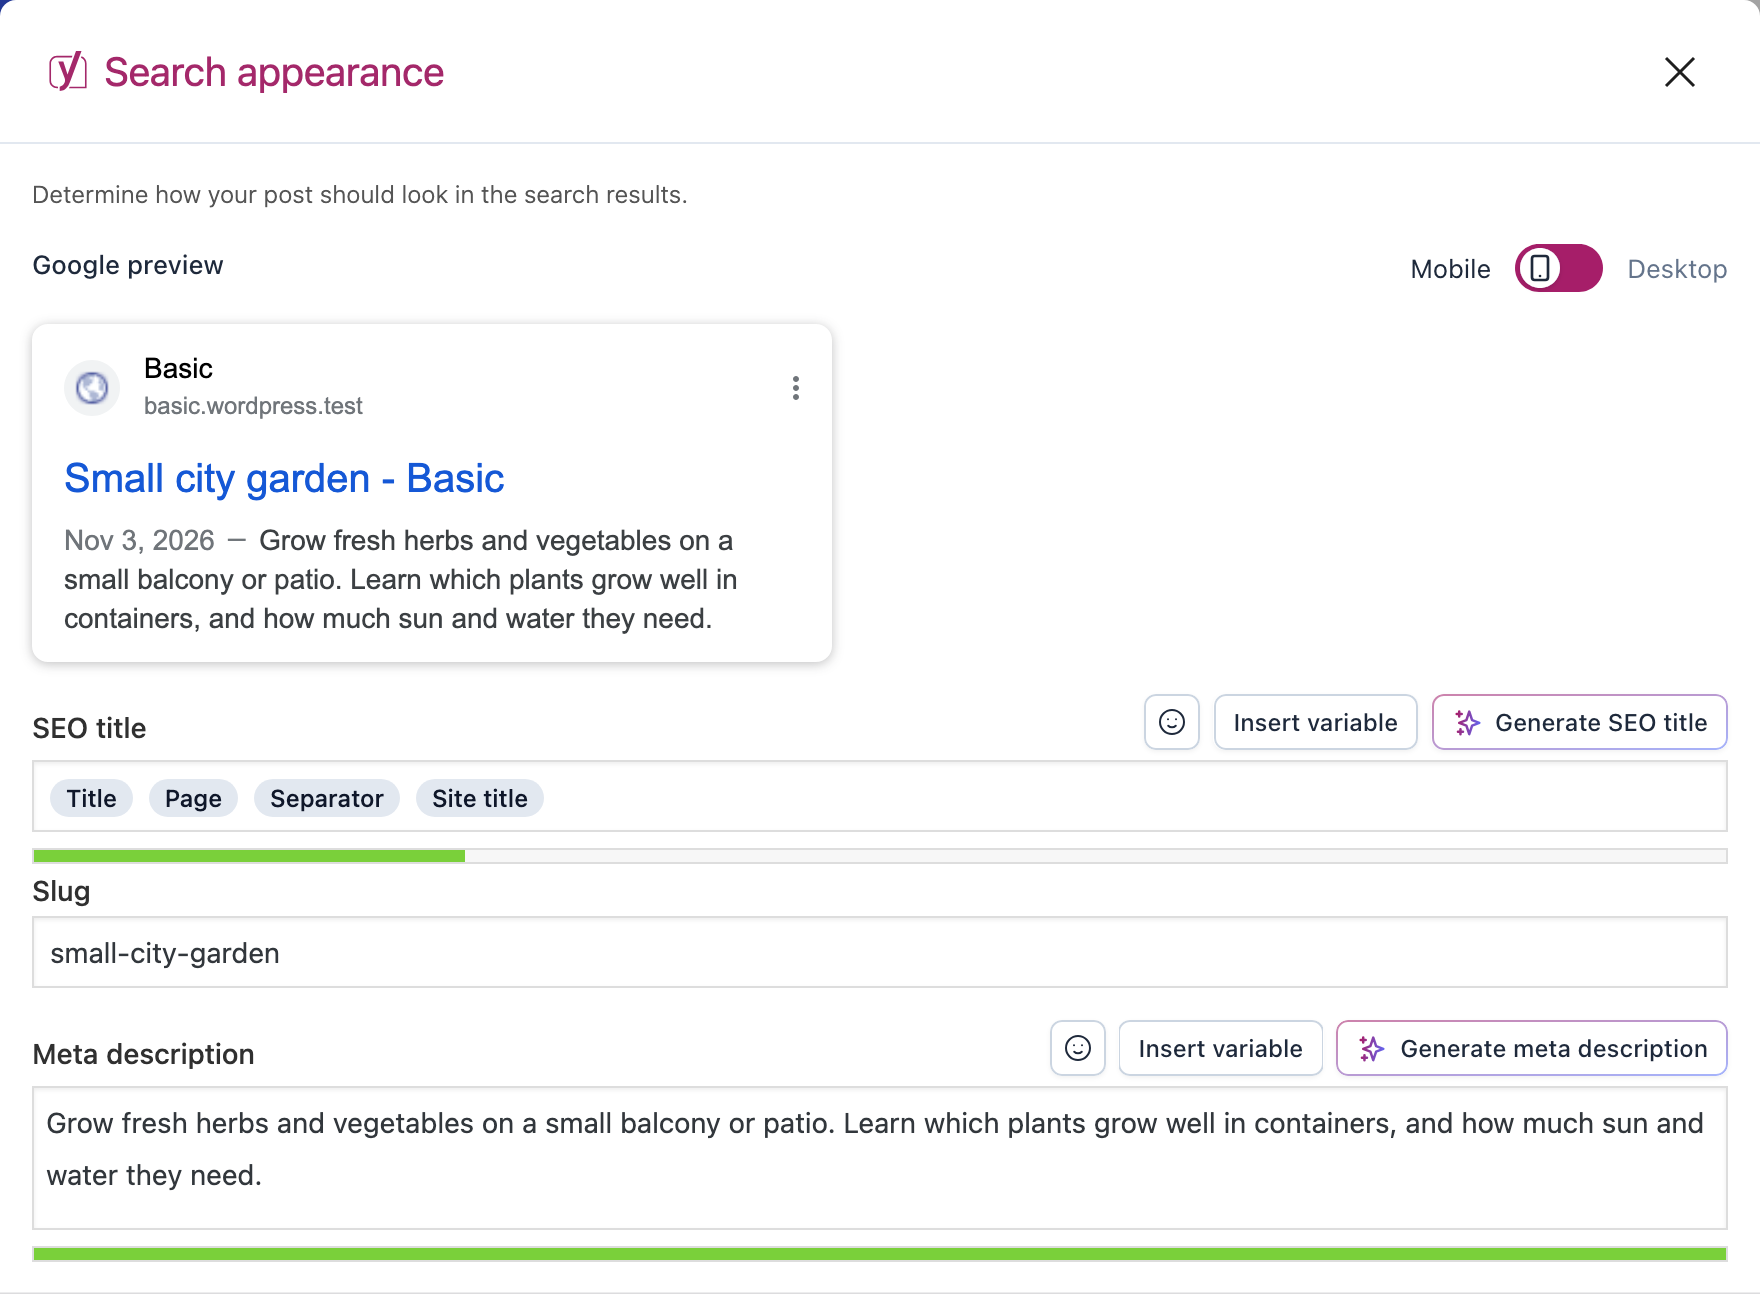 Search appearance
Determine how your post should look in the search results.
Google preview
Mobile
Desktop
Basic
basic.wordpress.test
Small city garden - Basic
Nov 3, 2026 — Grow fresh herbs and vegetables on a
small balcony or patio. Learn which plants grow well in
containers, and how much sun and water they need.
SEO title
Insert variable
Generate SEO title
Title Page Separator Site title
Slug
small-city-garden
Meta description
Insert variable
Generate meta description
Grow fresh herbs and vegetables on a small balcony or patio. Learn which plants grow well in containers, and how much sun and
water they need.